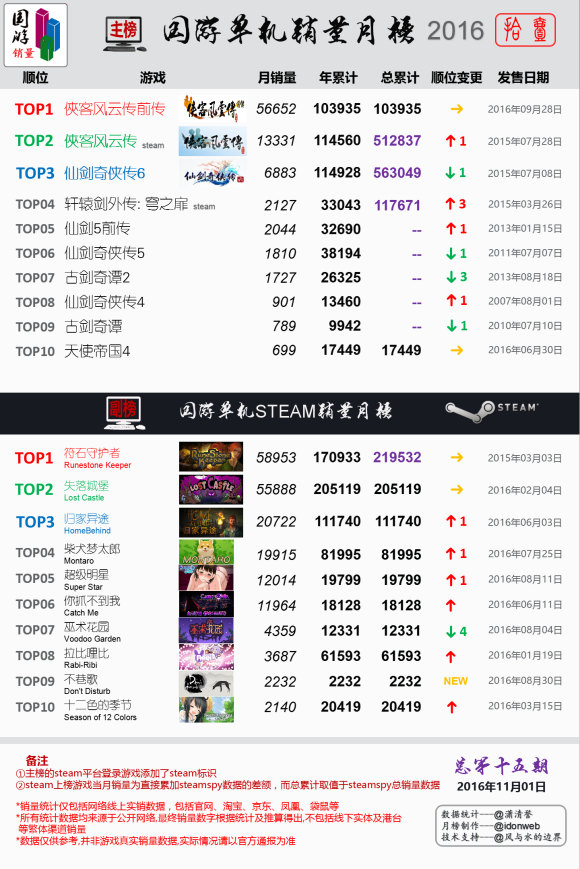 国游销量
主榜
国游单机销量月榜 2016 拾
顺位 游戏 月销量 年累计 总累计 顺位变更 发售日期
TOP1 侠客风云传前传 侠客风云傳 56652 103935 103935 → 2016年09月28日
TOP2 侠客风云传 steam 侠客风雲傳 13331 114560 512837 ↑ 1 2015年07月28日
TOP3 仙剑奇侠传6 仙剑奇侠传 6883 114928 563049 ↓ 1 2015年07月08日
TOP04 轩辕剑外传: 穹之扉 steam 2127 33043 117671 ↑ 3 2015年03月26日
TOP05 仙剑5前传 2044 32690 -- ↑ 1 2013年01月15日
TOP06 仙剑奇侠传5 1810 38194 -- ↓ 1 2011年07月07日
TOP07 古剑奇谭2 1727 26325 -- ↓ 3 2013年08月18日
TOP08 仙剑奇侠传4 901 13460 -- ↑ 1 2007年08月01日
TOP09 古剑奇谭 789 9942 -- ↓ 1 2010年07月10日
TOP10 天使帝国4 699 17449 17449 → 2016年06月30日
副榜
国游单机STEAM销量月榜
STEAM™
TOP1 符石守护者 RuneStone Keeper 58953 170933 219532 → 2015年03月03日
Runestone Keeper
TOP2 失落城堡 LOST CASTLE 55888 205119 205119 → 2016年02月04日
Lost Castle
TOP3 归家异途 归家异途 20722 111740 111740 ↑ 1 2016年06月03日
HomeBehind
TOP04 柴犬梦太郎 MONTARO 19915 81995 81995 ↑ 1 2016年07月25日
Montaro
TOP05 超级明星 12014 19799 19799 ↑ 1 2016年08月11日
Super Star
TOP06 你抓不到我 11964 18128 18128 ↑ 2016年06月11日
Catch Me
TOP07 巫术花园 巫术花园 4359 12331 12331 ↓ 4 2016年08月04日
Voodoo Garden
TOP08 拉比哩比 3687 61593 61593 ↑ 2016年01月19日
Rabi-Ribi
TOP09 不巷歌 2232 2232 2232 NEW 2016年08月30日
Don't Disturb
TOP10 十二色的季节 2140 20419 20419 ↑ 2016年03月15日
Season of 12 Colors
备注
①主榜的steam平台登录游戏添加了steam标识
②steam上榜游戏当月销量为直接累加steamspy数据的差额，而总累计取值于steamspy总销量数据
*销量统计仅包括网络线上实销数据，包括官网、淘宝、京东、凤凰、袋鼠等
*所有统计数据均来源于公开网络,最终销量数字根据统计及推算得出,不包括线下实体及港台
等繁体渠道销量
*数据仅供参考,并非游戏真实销量数据,实际情况请以官方通报为准
总第十五期
2016年11月01日
数据统计——@潇清誉
月榜制作——@idonweb
技术支持——@风与水的边界